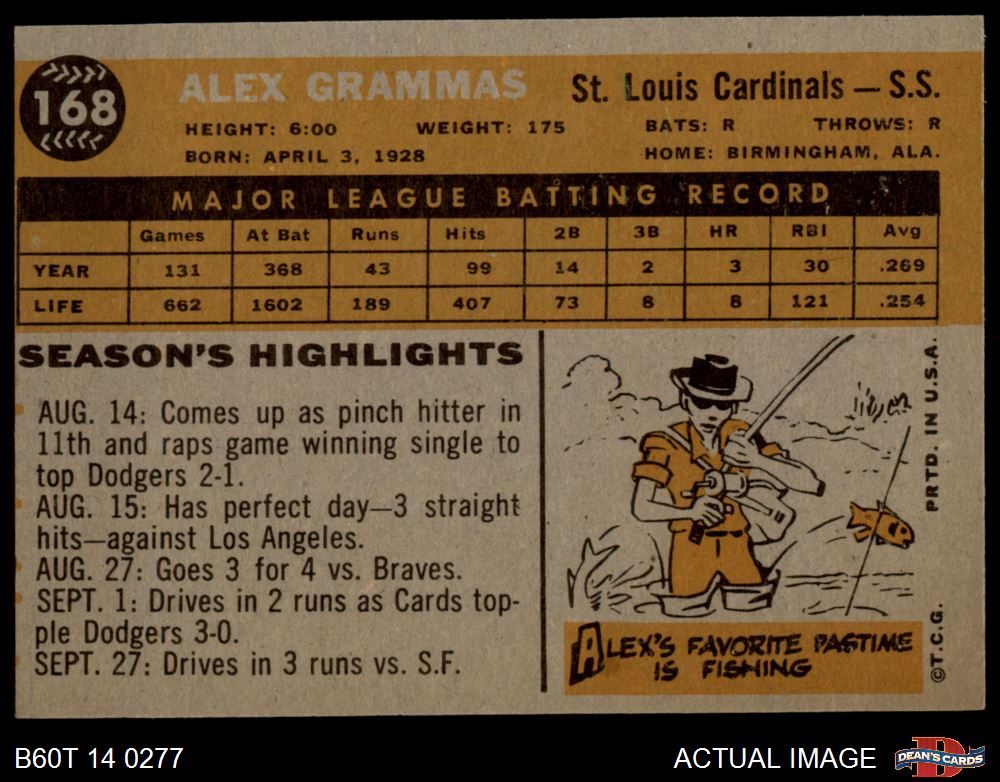 168
ALEX GRAMMAS
St. Louis Cardinals — S.S.
HEIGHT: 6:00 WEIGHT: 175 BATS: R THROWS: R
BORN: APRIL 3, 1928 HOME: BIRMINGHAM, ALA.
MAJOR LEAGUE BATTING RECORD
Games At Bat Runs Hits 2B 3B HR RBI Avg
YEAR 131 368 43 99 14 2 3 30 .269
LIFE 662 1602 189 407 73 8 8 121 .254
SEASON'S HIGHLIGHTS
AUG. 14: Comes up as pinch hitter in
11th and raps game winning single to
top Dodgers 2-1.
AUG. 15: Has perfect day—3 straight
hits—against Los Angeles.
AUG. 27: Goes 3 for 4 vs. Braves.
SEPT. 1: Drives in 2 runs as Cards top-
ple Dodgers 3-0.
SEPT. 27: Drives in 3 runs vs. S.F.
ALEX'S FAVORITE PASTIME
IS FISHING
©T.C.G. PRTD. IN U.S.A.
B60T 14 0277
ACTUAL IMAGE
D
DEAN'S CARDS